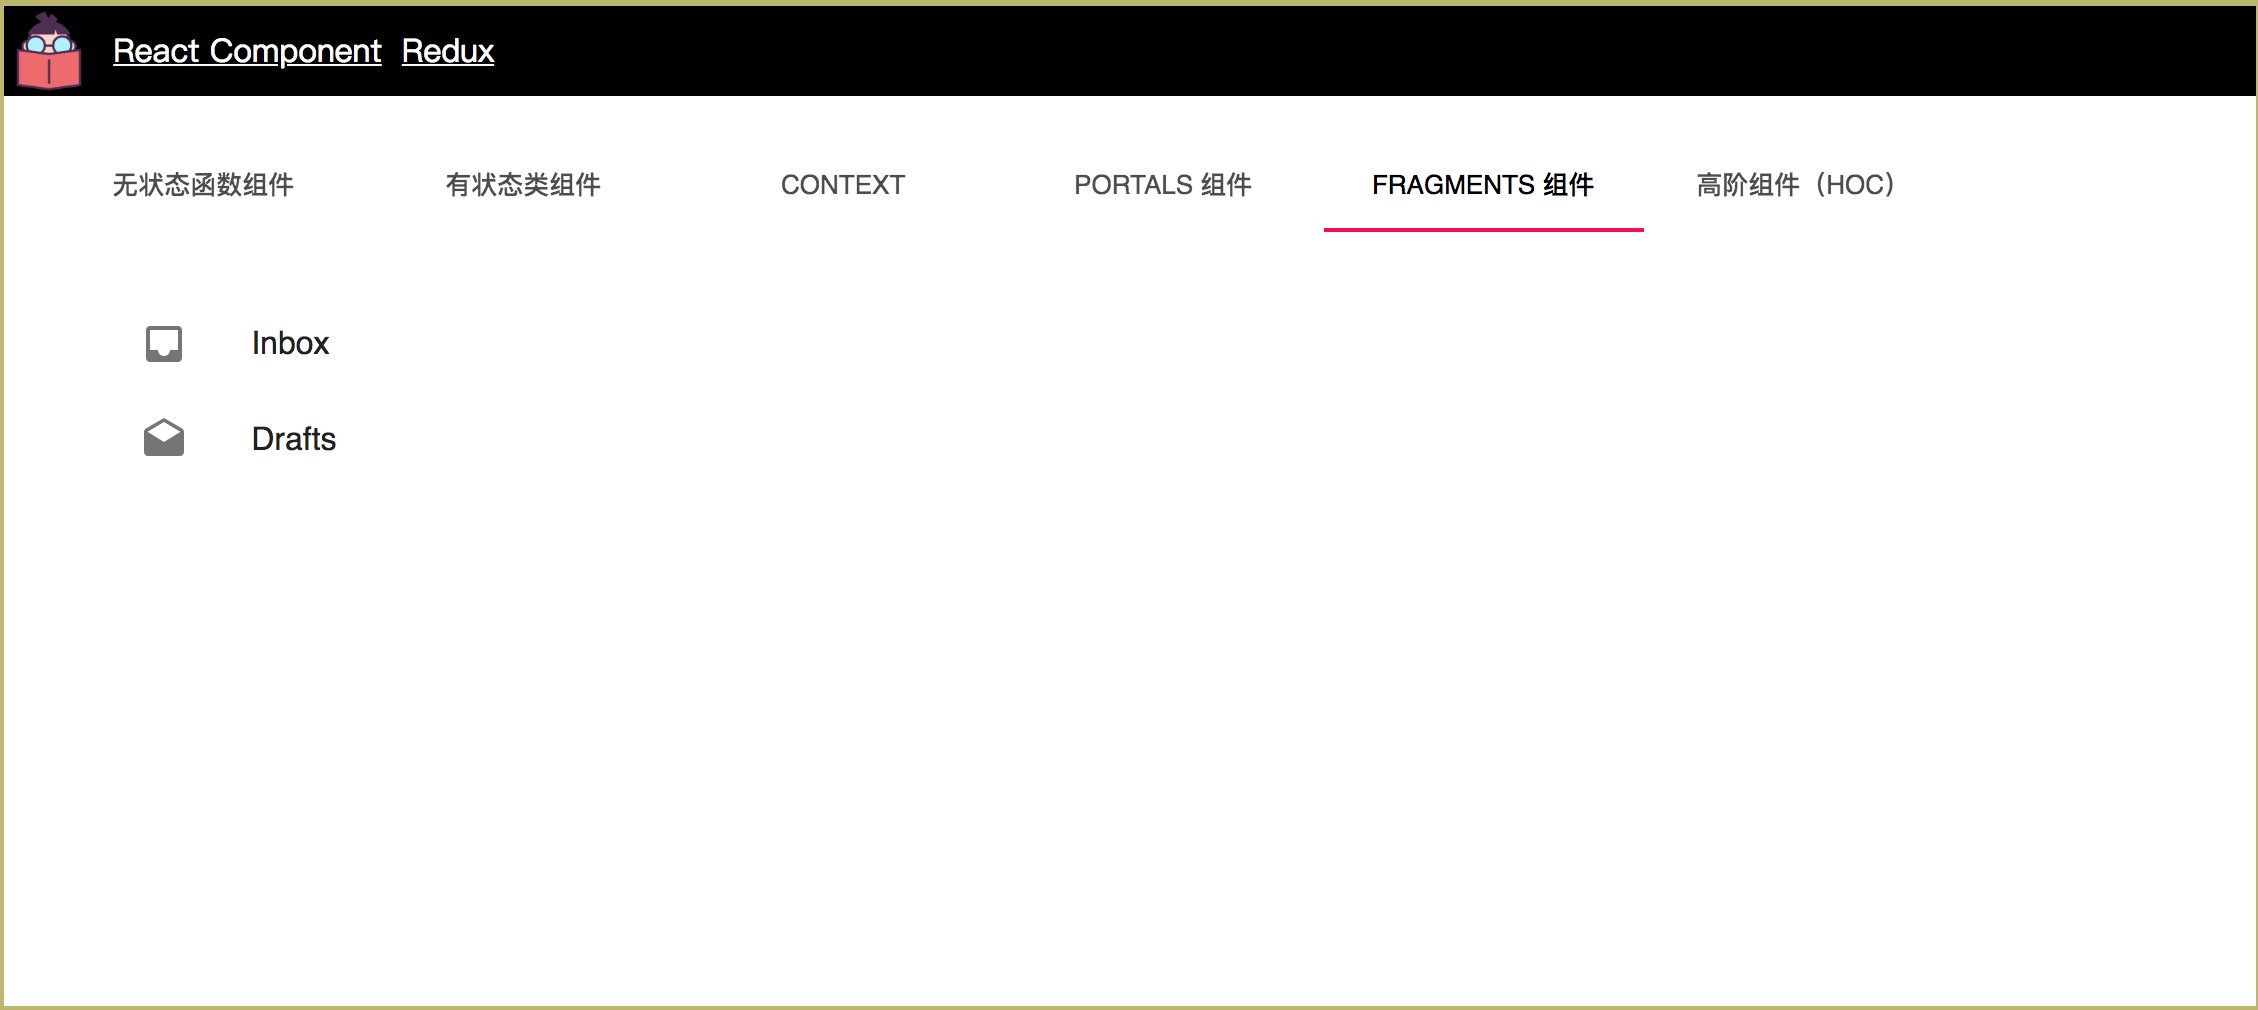 React Component Redux
无状态函数组件 有状态类组件 CONTEXT PORTALS 组件 FRAGMENTS 组件 高阶组件（HOC）
Inbox
Drafts